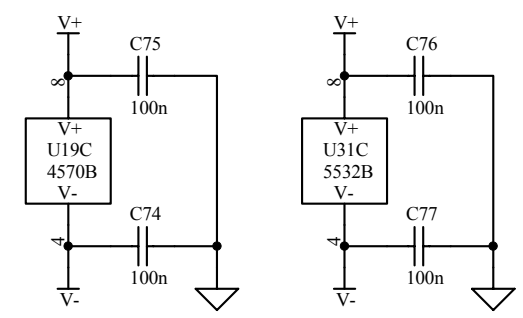 V+
C75
8
100n
V+
U19C
4570B
V-
C74
4
100n
V-
V+
C76
8
100n
V+
U31C
5532B
V-
C77
4
100n
V-